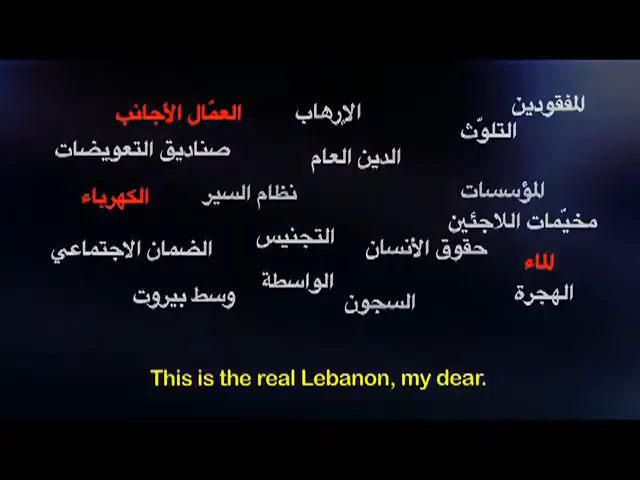 المفقودين
العمّال الأجانب
الإرهاب
التلوّث
صناديق التعويضات
الدين العام
المؤسسات
نظام السير
الكهرباء
مخيّمات اللاجئين
التجنيس
حقوق الأنسان
الضمان الاجتماعي
الماء
الواسطة
الهجرة
وسط بيروت
السجون
This is the real Lebanon, my dear.